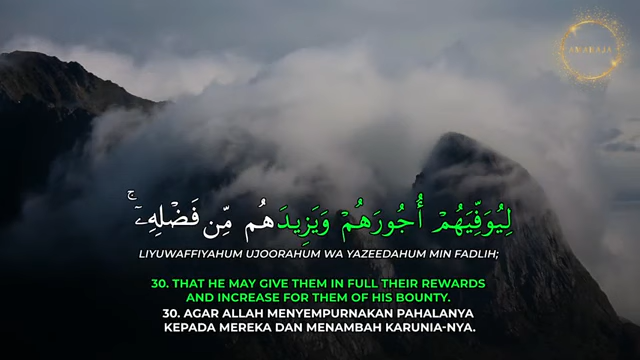 AMABAJA
لِيُوَفِّيَهُمْ أُجُورَهُمْ وَيَزِيدَهُم مِّن فَضْلِهِۦٓ ۚ
LIYUWAFFIYAHUM UJOORAHUM WA YAZEEDAHUM MIN FADLIH;
30. THAT HE MAY GIVE THEM IN FULL THEIR REWARDS
AND INCREASE FOR THEM OF HIS BOUNTY.
30. AGAR ALLAH MENYEMPURNAKAN PAHALANYA
KEPADA MEREKA DAN MENAMBAH KARUNIA-NYA.